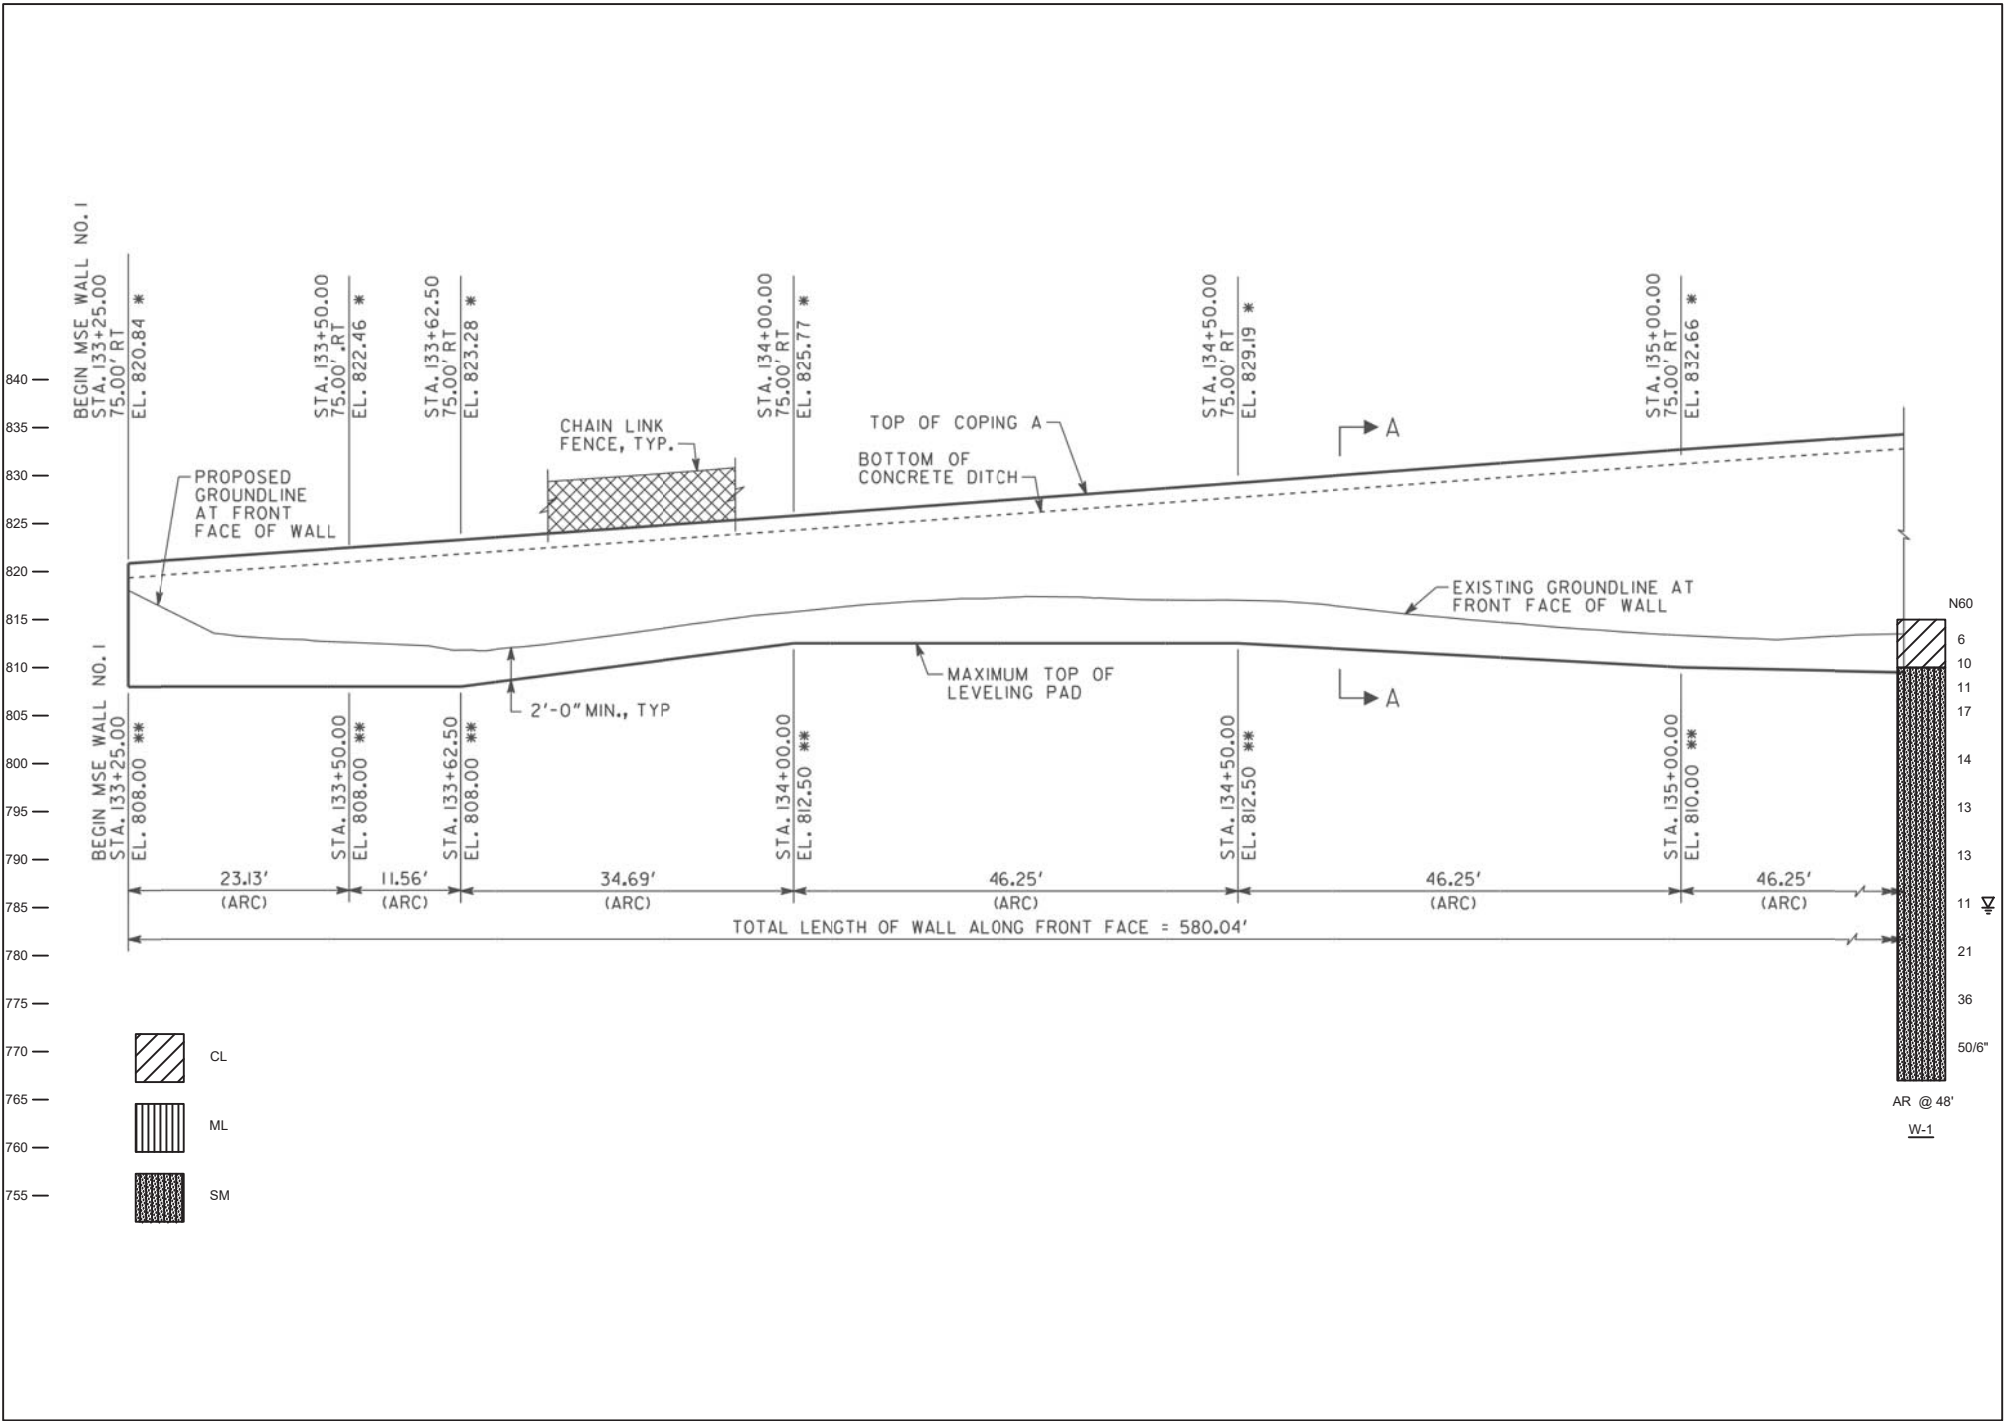 BEGIN MSE WALL NO. 1
STA. 133+25.00
75.00' RT
EL. 820.84 *
STA. 133+50.00
75.00' .RT
EL. 822.46 *
STA. 133+62.50
75.00' RT
EL. 823.28 *
STA. 134+00.00
75.00' RT
EL. 825.77 *
STA. 134+50.00
75.00' RT
EL. 829.19 *
STA. 135+00.00
75.00' RT
EL. 832.66 *
840
835
830
825
820
815
810
805
800
795
790
785
780
775
770
765
760
755
PROPOSED
GROUNDLINE
AT FRONT
FACE OF WALL
CHAIN LINK
FENCE, TYP.
TOP OF COPING A
BOTTOM OF
CONCRETE DITCH
A
EXISTING GROUNDLINE AT
FRONT FACE OF WALL
MAXIMUM TOP OF
LEVELING PAD
2'-0" MIN., TYP
A
BEGIN MSE WALL NO. 1
STA. 133+25.00
EL. 808.00 **
STA. 133+50.00
EL. 808.00 **
STA. 133+62.50
EL. 808.00 **
STA. 134+00.00
EL. 812.50 **
STA. 134+50.00
EL. 812.50 **
STA. 135+00.00
EL. 810.00 **
23.13'
(ARC)
11.56'
(ARC)
34.69'
(ARC)
46.25'
(ARC)
46.25'
(ARC)
46.25'
(ARC)
TOTAL LENGTH OF WALL ALONG FRONT FACE = 580.04'
N60
6
10
11
17
14
13
13
11
21
36
50/6"
AR @ 48'
W-1
CL
ML
SM